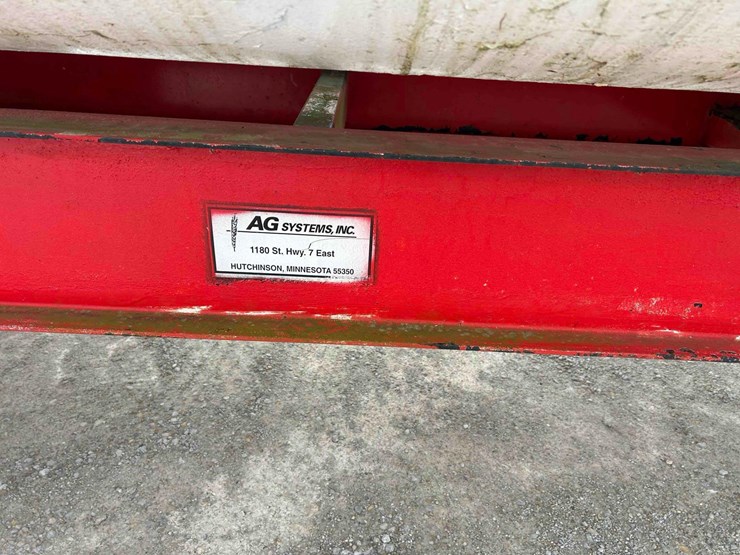 AG SYSTEMS, INC.
1180 St. Hwy. 7 East
HUTCHINSON, MINNESOTA 55350